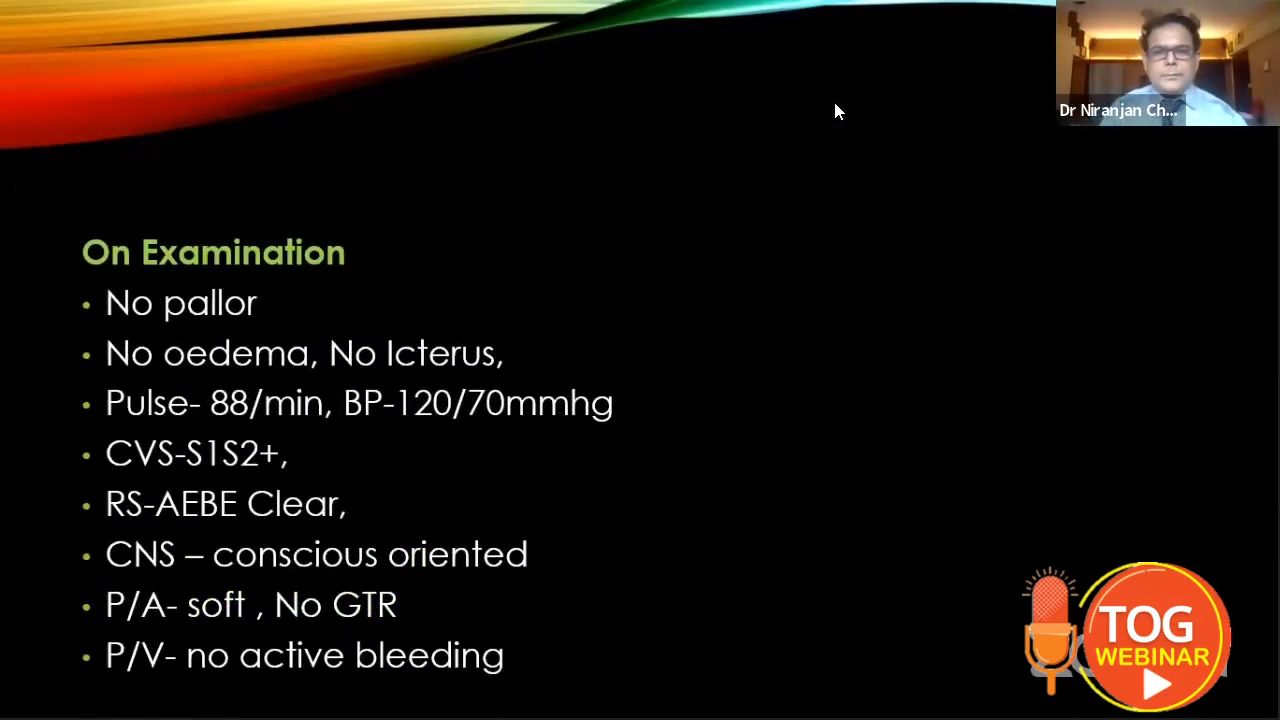 Dr Niranjan Ch...
On Examination
• No pallor
• No oedema, No Icterus,
• Pulse- 88/min, BP-120/70mmhg
• CVS-S1S2+,
• RS-AEBE Clear,
• CNS – conscious oriented
• P/A- soft , No GTR
• P/V- no active bleeding
TOG
WEBINAR